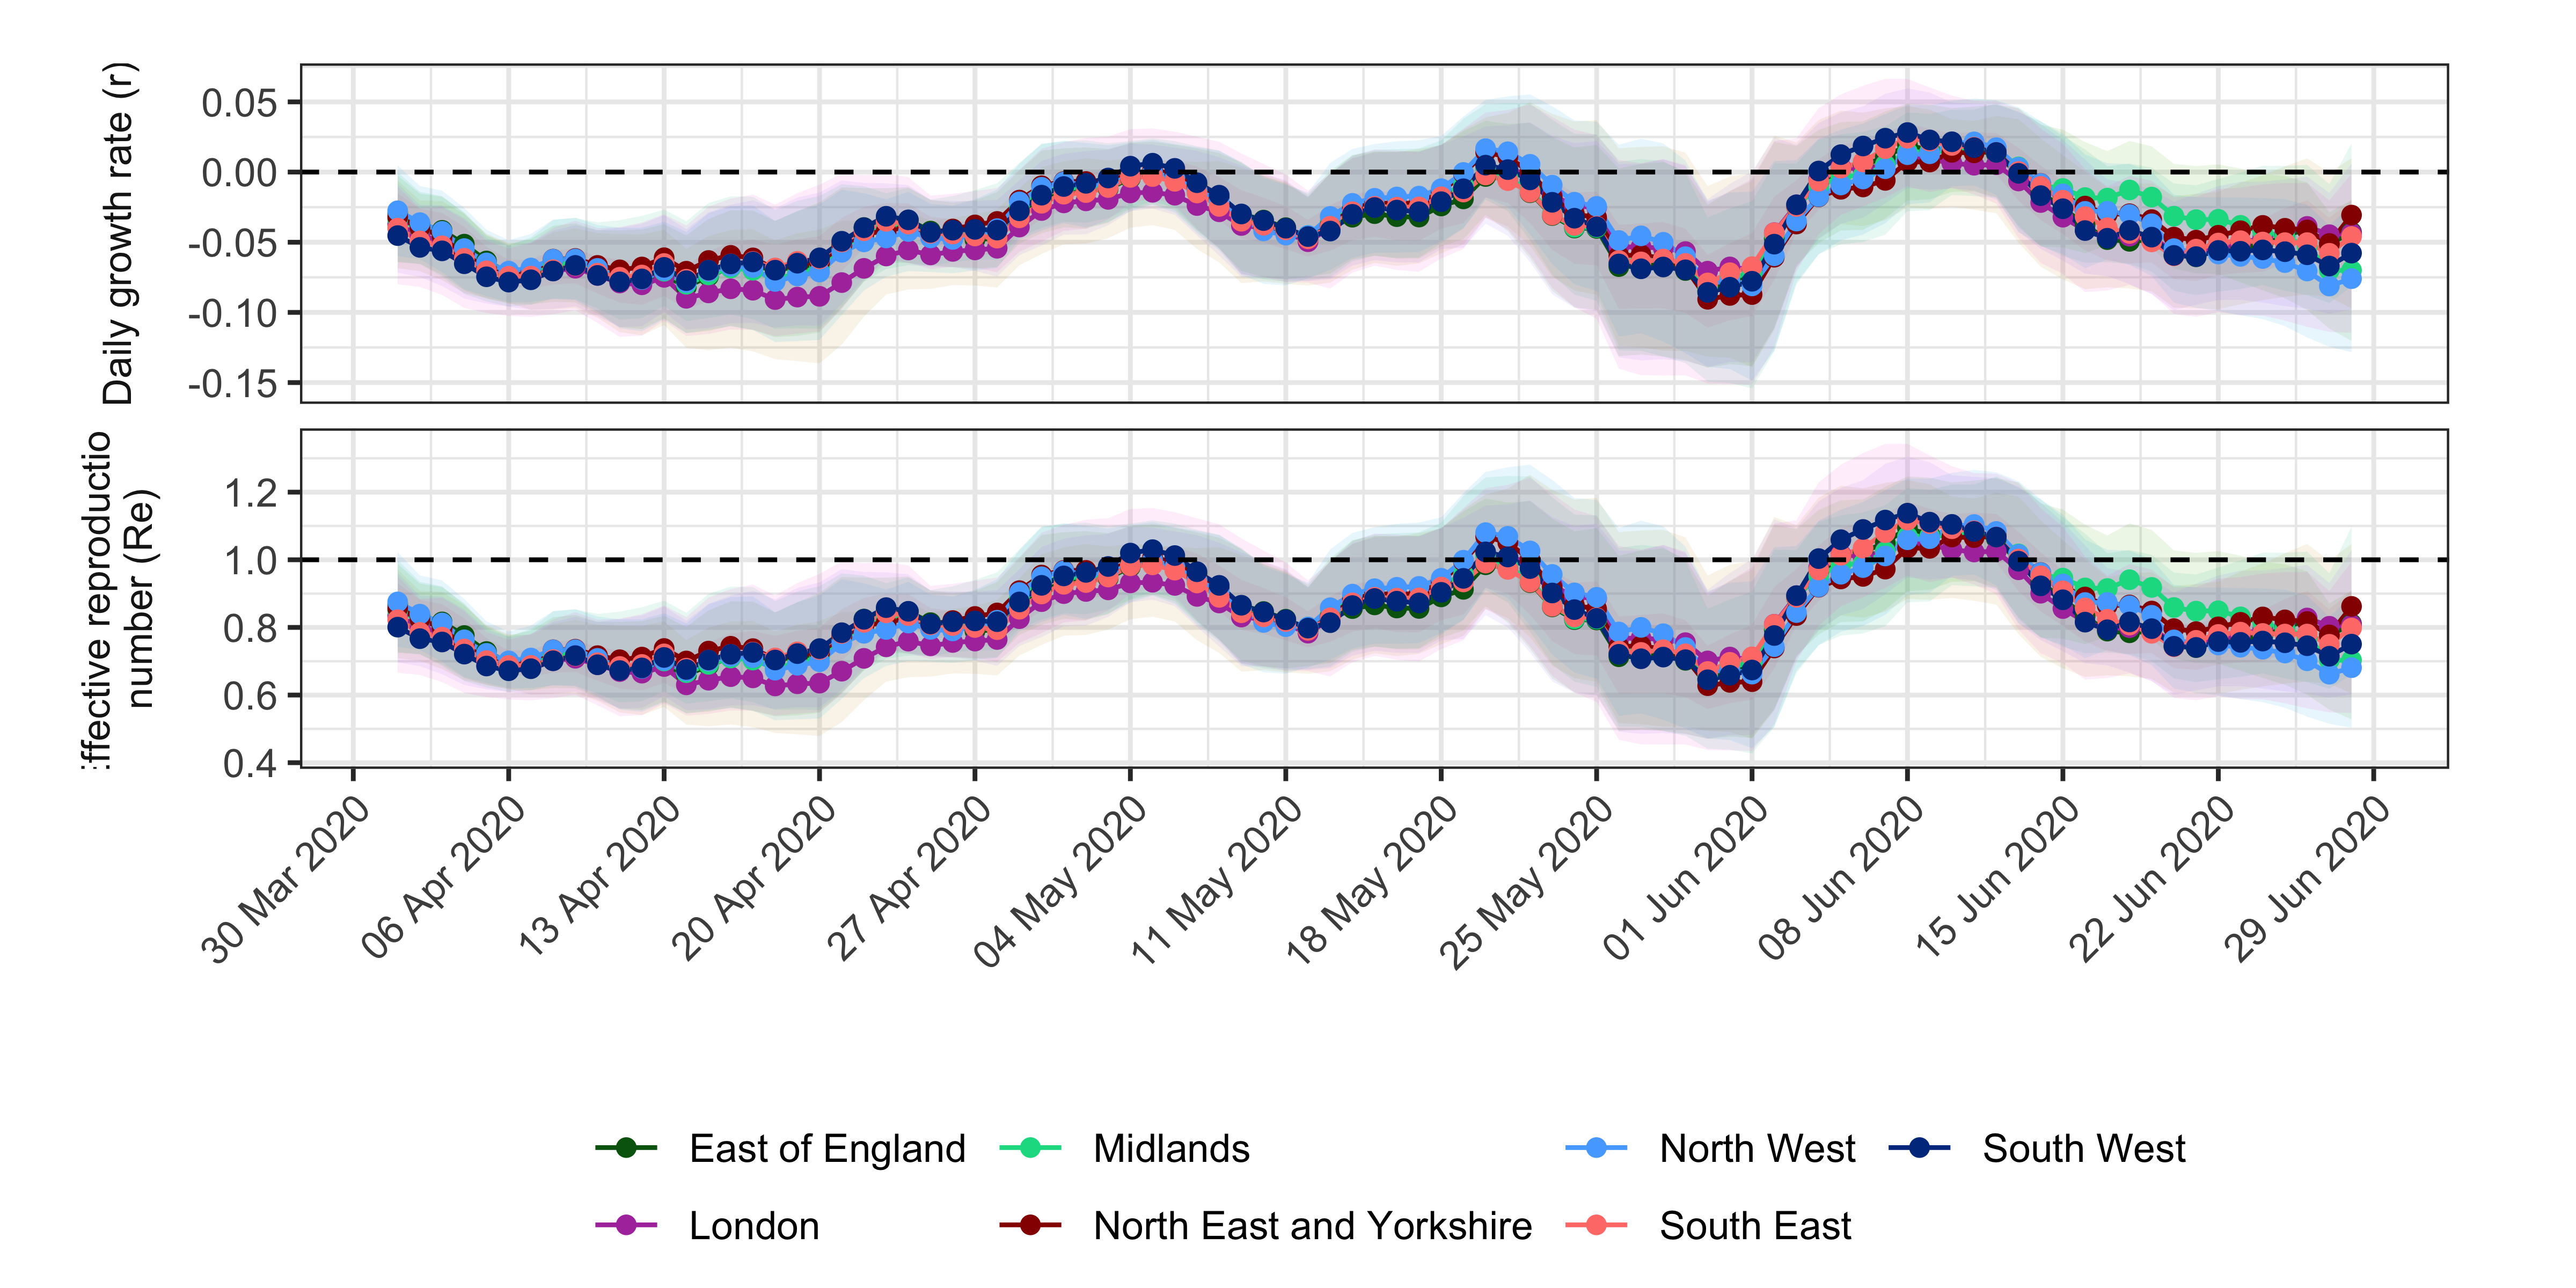 Daily growth rate (r)
0.05
0.00
-0.05
-0.10
-0.15
ffective reproductio
number (Re)
1.2
1.0
0.8
0.6
0.4
30 Mar 2020
06 Apr 2020
13 Apr 2020
20 Apr 2020
27 Apr 2020
04 May 2020
11 May 2020
18 May 2020
25 May 2020
01 Jun 2020
08 Jun 2020
15 Jun 2020
22 Jun 2020
29 Jun 2020
East of England
Midlands
North West
South West
London
North East and Yorkshire
South East